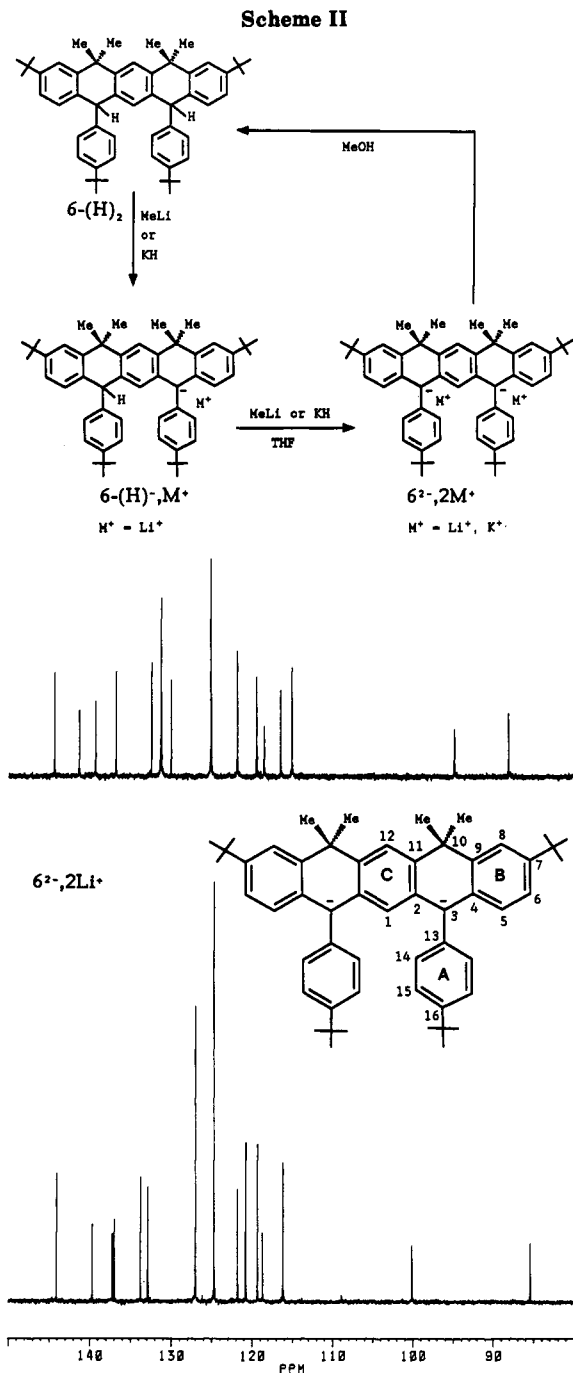 Scheme II
Me Me Me Me
H H
6-(H)₂
MeLi
or
KH
MeOH
Me Me Me Me
H M⁺
6-(H)⁻,M⁺
M⁺ = Li⁺
MeLi or KH
THF
Me Me Me Me
M⁺ M⁺
6²⁻,2M⁺
M⁺ = Li⁺, K⁺
6²⁻,2Li⁺
Me Me Me Me
12 10 8
11 9 7
C B
2 4 6
1 3 5
13
14
A
15
16
140 130 120 110 100 90
PPM